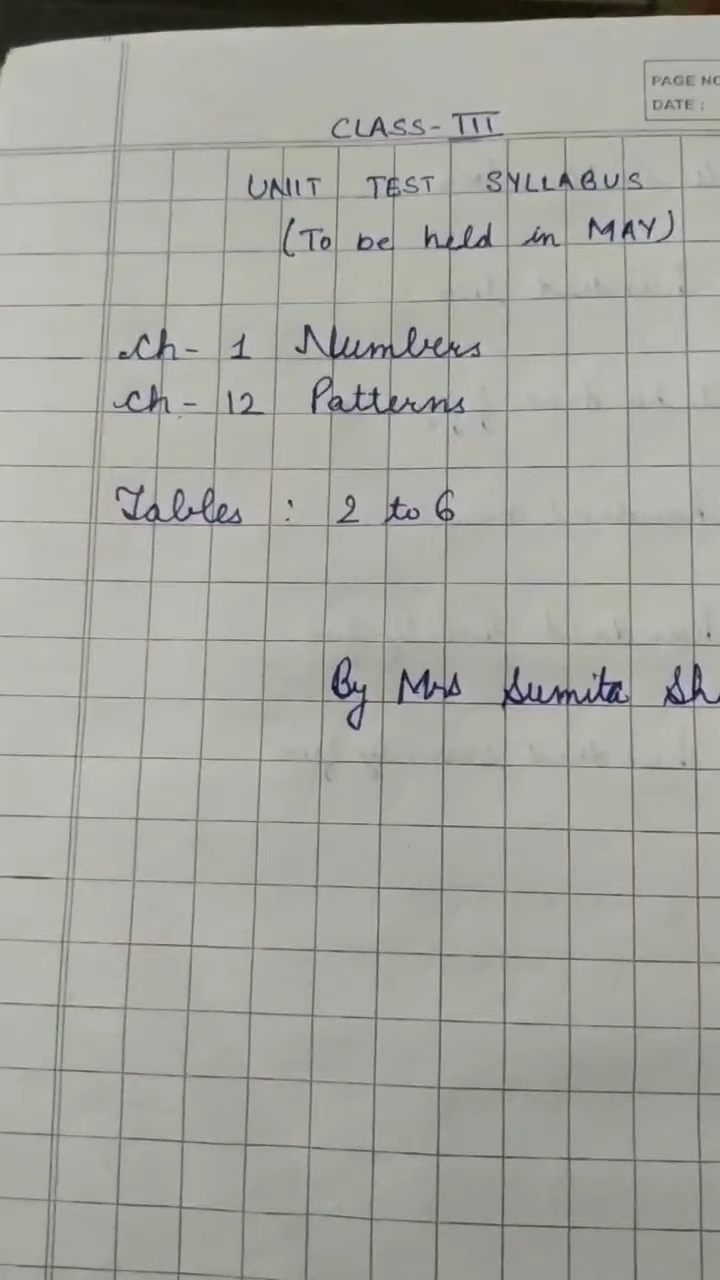 PAGE NO
DATE :
CLASS- III
UNIT TEST SYLLABUS
(To be held in MAY)
Ch- 1 Numbers
Ch- 12 Patterns
Tables : 2 to 6
By Mrs Sumita Sh